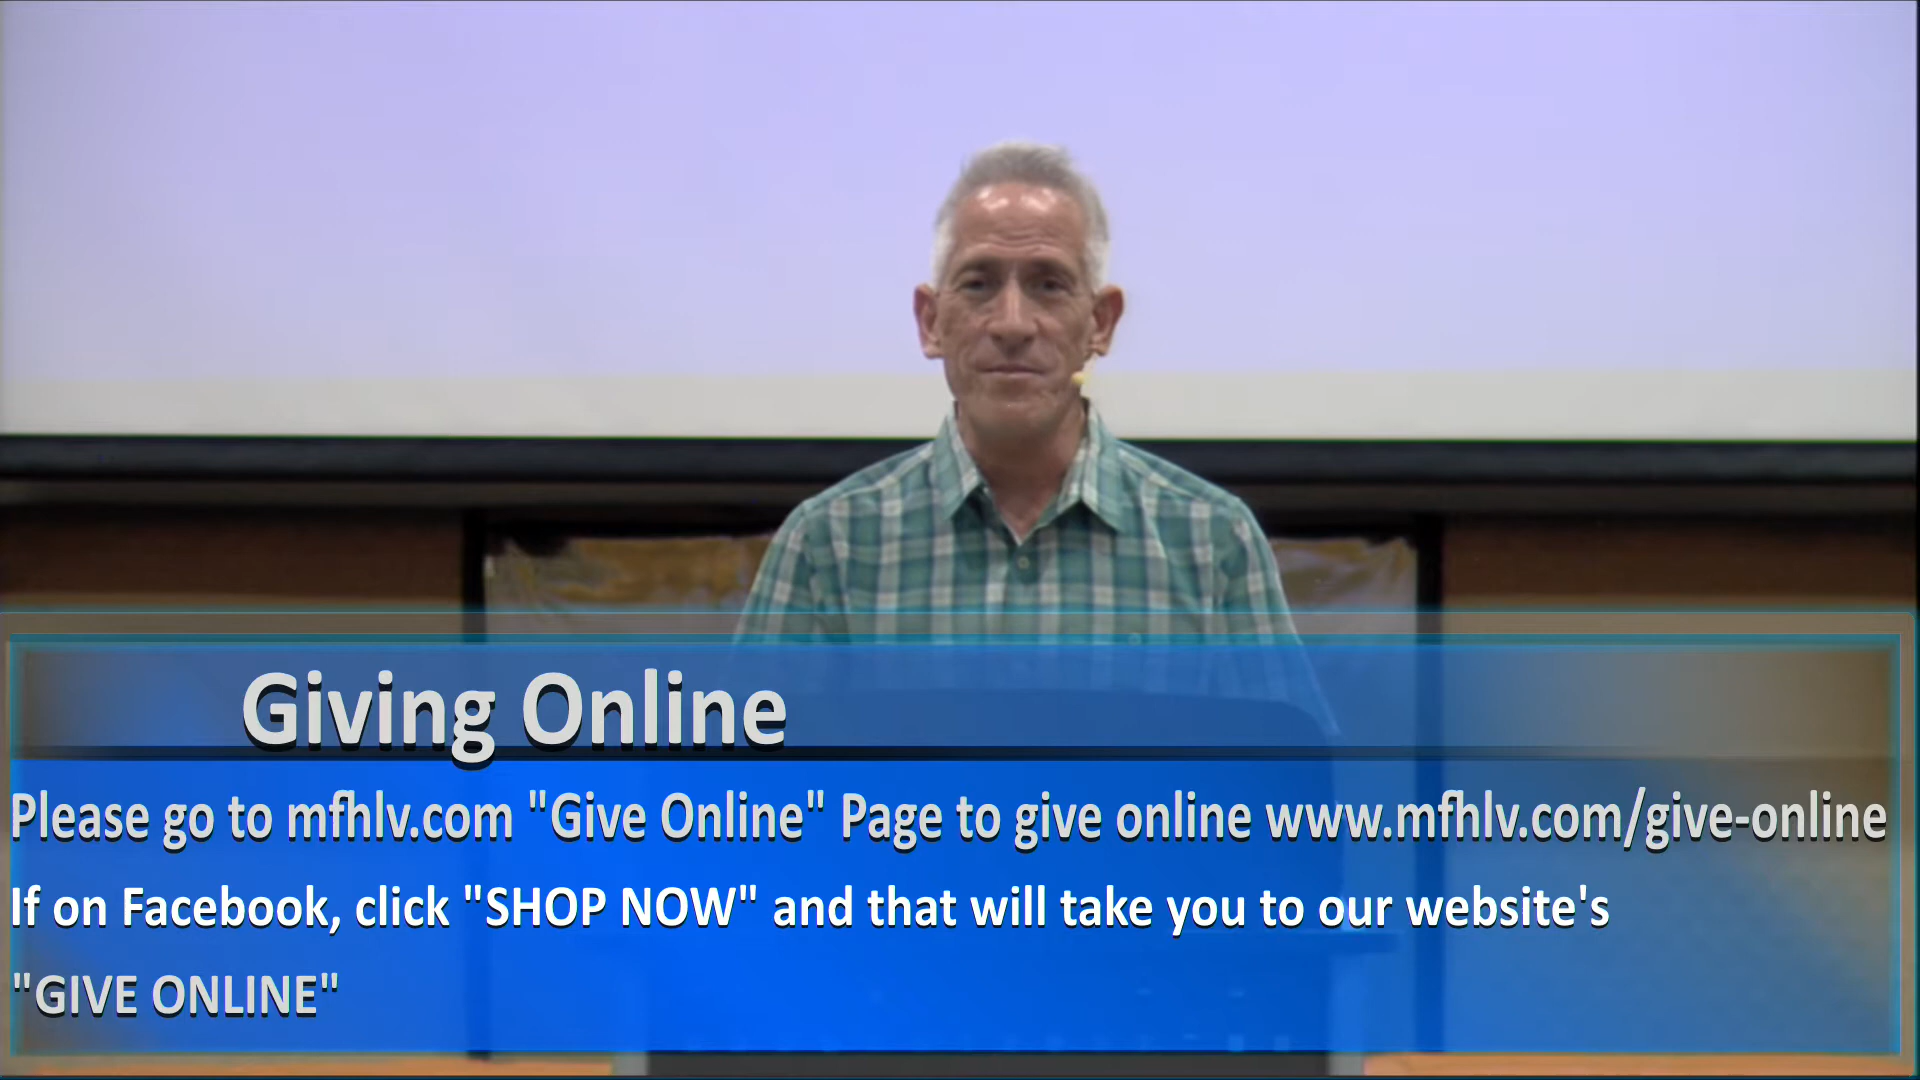 Giving Online
Please go to mfhlv.com "Give Online" Page to give online www.mfhlv.com/give-online
If on Facebook, click "SHOP NOW" and that will take you to our website's
"GIVE ONLINE"